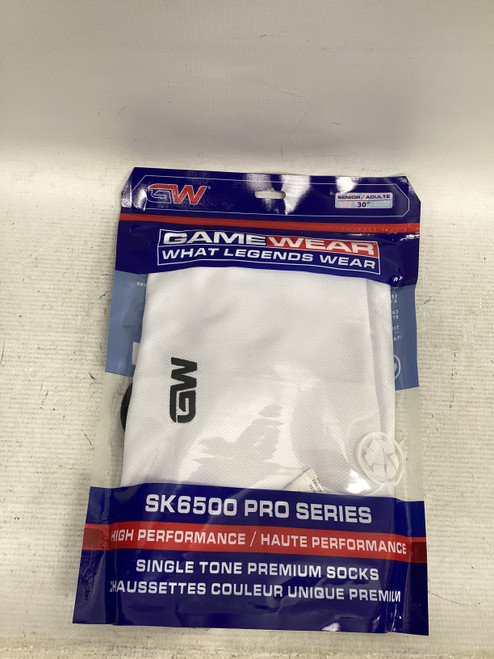 GW
SENIOR / ADULTE
30"
GAMEWEAR
WHAT LEGENDS WEAR
GW
SK6500 PRO SERIES
HIGH PERFORMANCE / HAUTE PERFORMANCE
SINGLE TONE PREMIUM SOCKS
CHAUSSETTES COULEUR UNIQUE PREMIUM